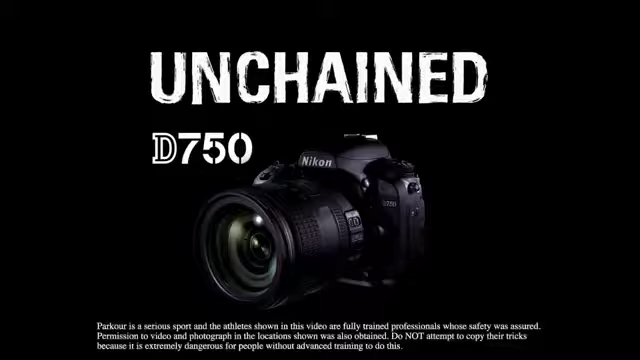 UNCHAINED
D750
Nikon
D750
Parkour is a serious sport and the athletes shown in this video are fully trained professionals whose safety was assured.
Permission to video and photograph in the locations shown was also obtained. Do NOT attempt to copy their tricks
because it is extremely dangerous for people without advanced training to do this.